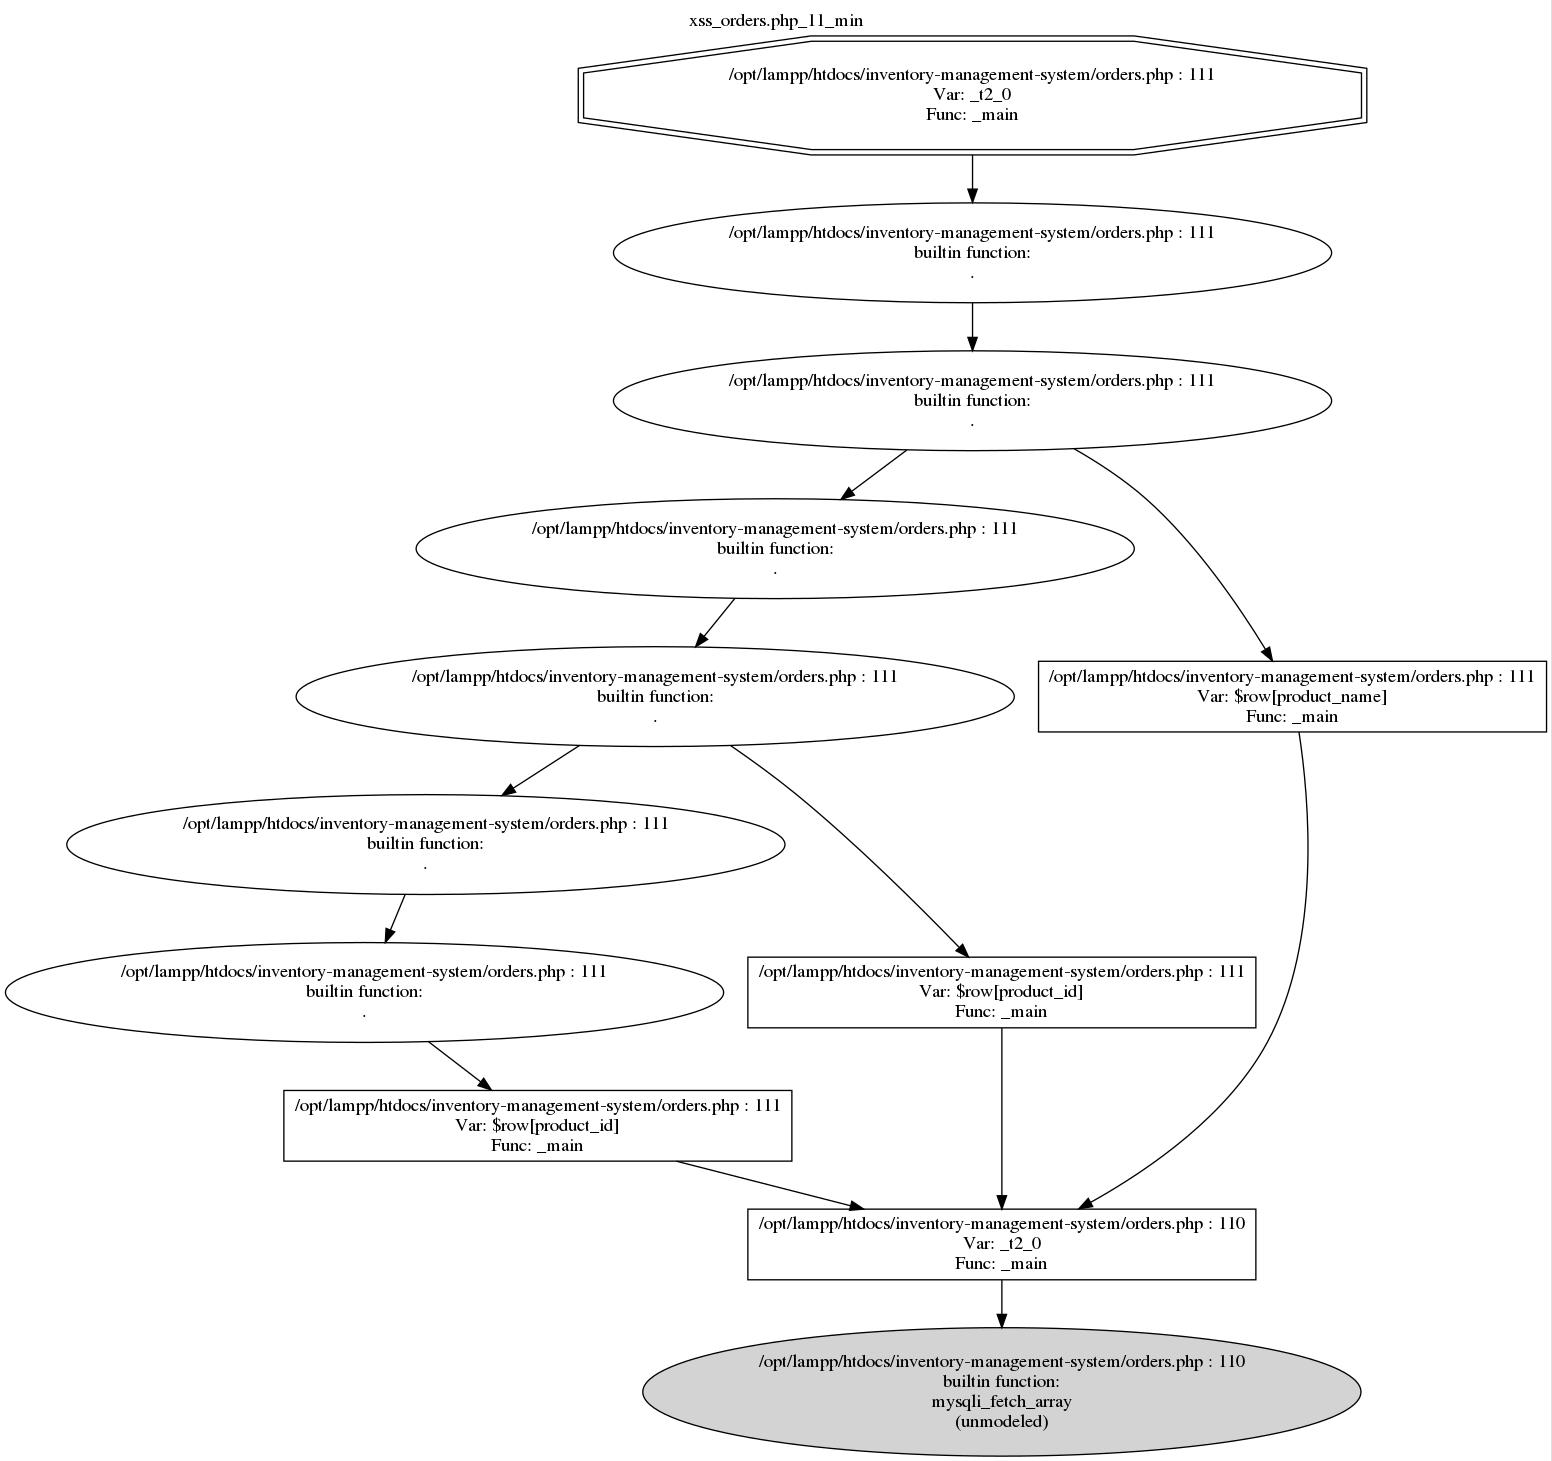 xss_orders.php_11_min
/opt/lampp/htdocs/inventory-management-system/orders.php : 111
Var: _t2_0
Func: _main
/opt/lampp/htdocs/inventory-management-system/orders.php : 111
builtin function:
.
/opt/lampp/htdocs/inventory-management-system/orders.php : 111
builtin function:
.
/opt/lampp/htdocs/inventory-management-system/orders.php : 111
builtin function:
.
/opt/lampp/htdocs/inventory-management-system/orders.php : 111
builtin function:
.
/opt/lampp/htdocs/inventory-management-system/orders.php : 111
Var: $row[product_name]
Func: _main
/opt/lampp/htdocs/inventory-management-system/orders.php : 111
builtin function:
.
/opt/lampp/htdocs/inventory-management-system/orders.php : 111
builtin function:
.
/opt/lampp/htdocs/inventory-management-system/orders.php : 111
Var: $row[product_id]
Func: _main
/opt/lampp/htdocs/inventory-management-system/orders.php : 111
Var: $row[product_id]
Func: _main
/opt/lampp/htdocs/inventory-management-system/orders.php : 110
Var: _t2_0
Func: _main
/opt/lampp/htdocs/inventory-management-system/orders.php : 110
builtin function:
mysqli_fetch_array
(unmodeled)